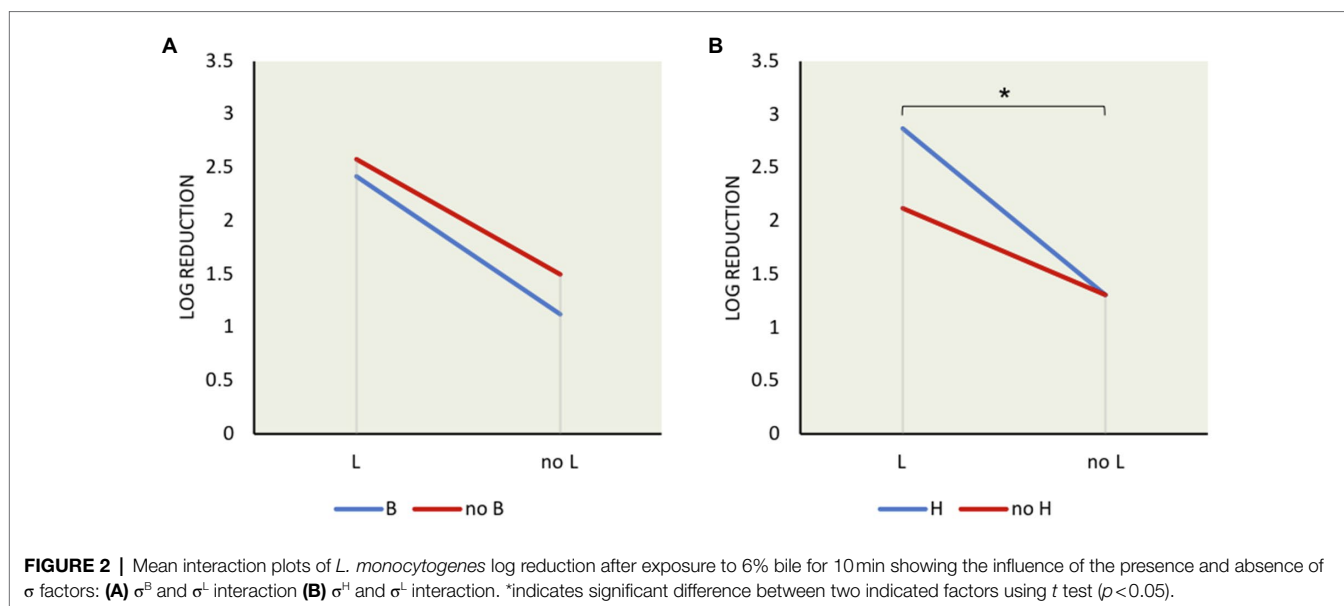 A
B
3.5
3
2.5
2
1.5
1
0.5
0
LOG REDUCTION
L
no L
B
no B
3.5
3
2.5
2
1.5
1
0.5
0
LOG REDUCTION
*
L
no L
H
no H
FIGURE 2 | Mean interaction plots of L. monocytogenes log reduction after exposure to 6% bile for 10 min showing the influence of the presence and absence of
σ factors: (A) σᴮ and σᴸ interaction (B) σᴴ and σᴸ interaction. *indicates significant difference between two indicated factors using t test (p < 0.05).